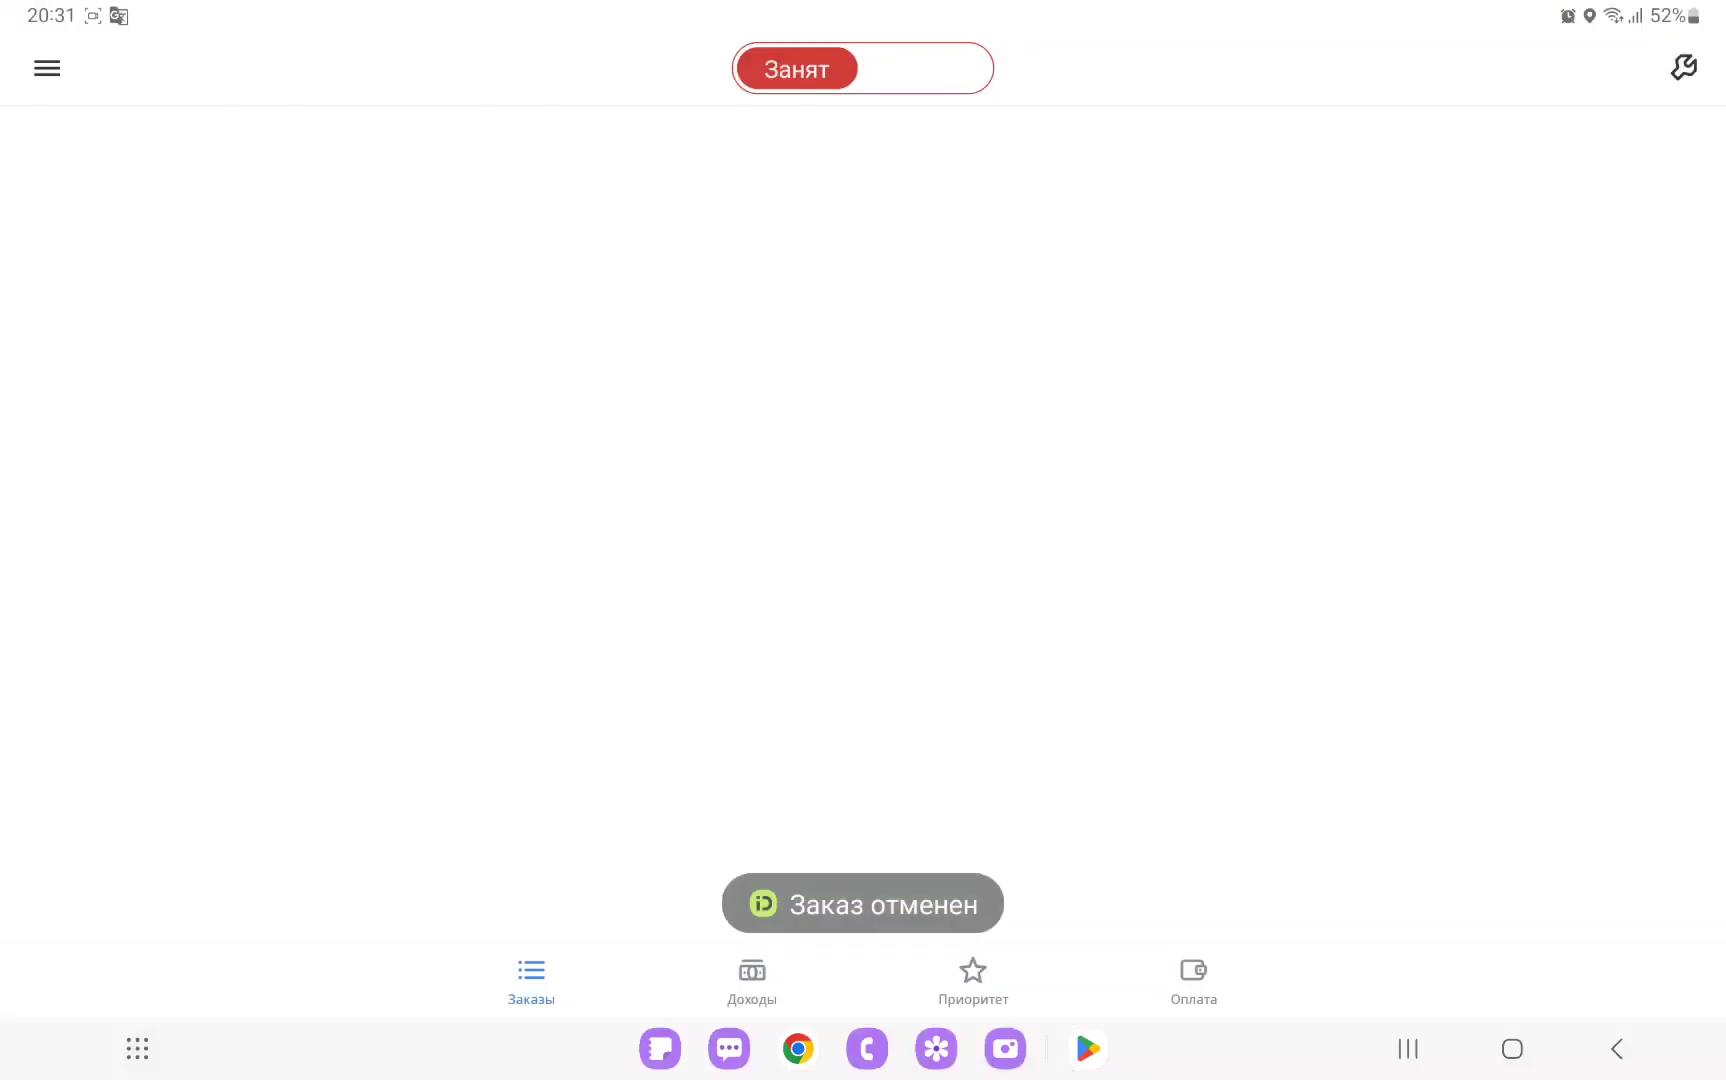 20:31
52%
Занят
Заказ отменен
Заказы
Доходы
Приоритет
Оплата